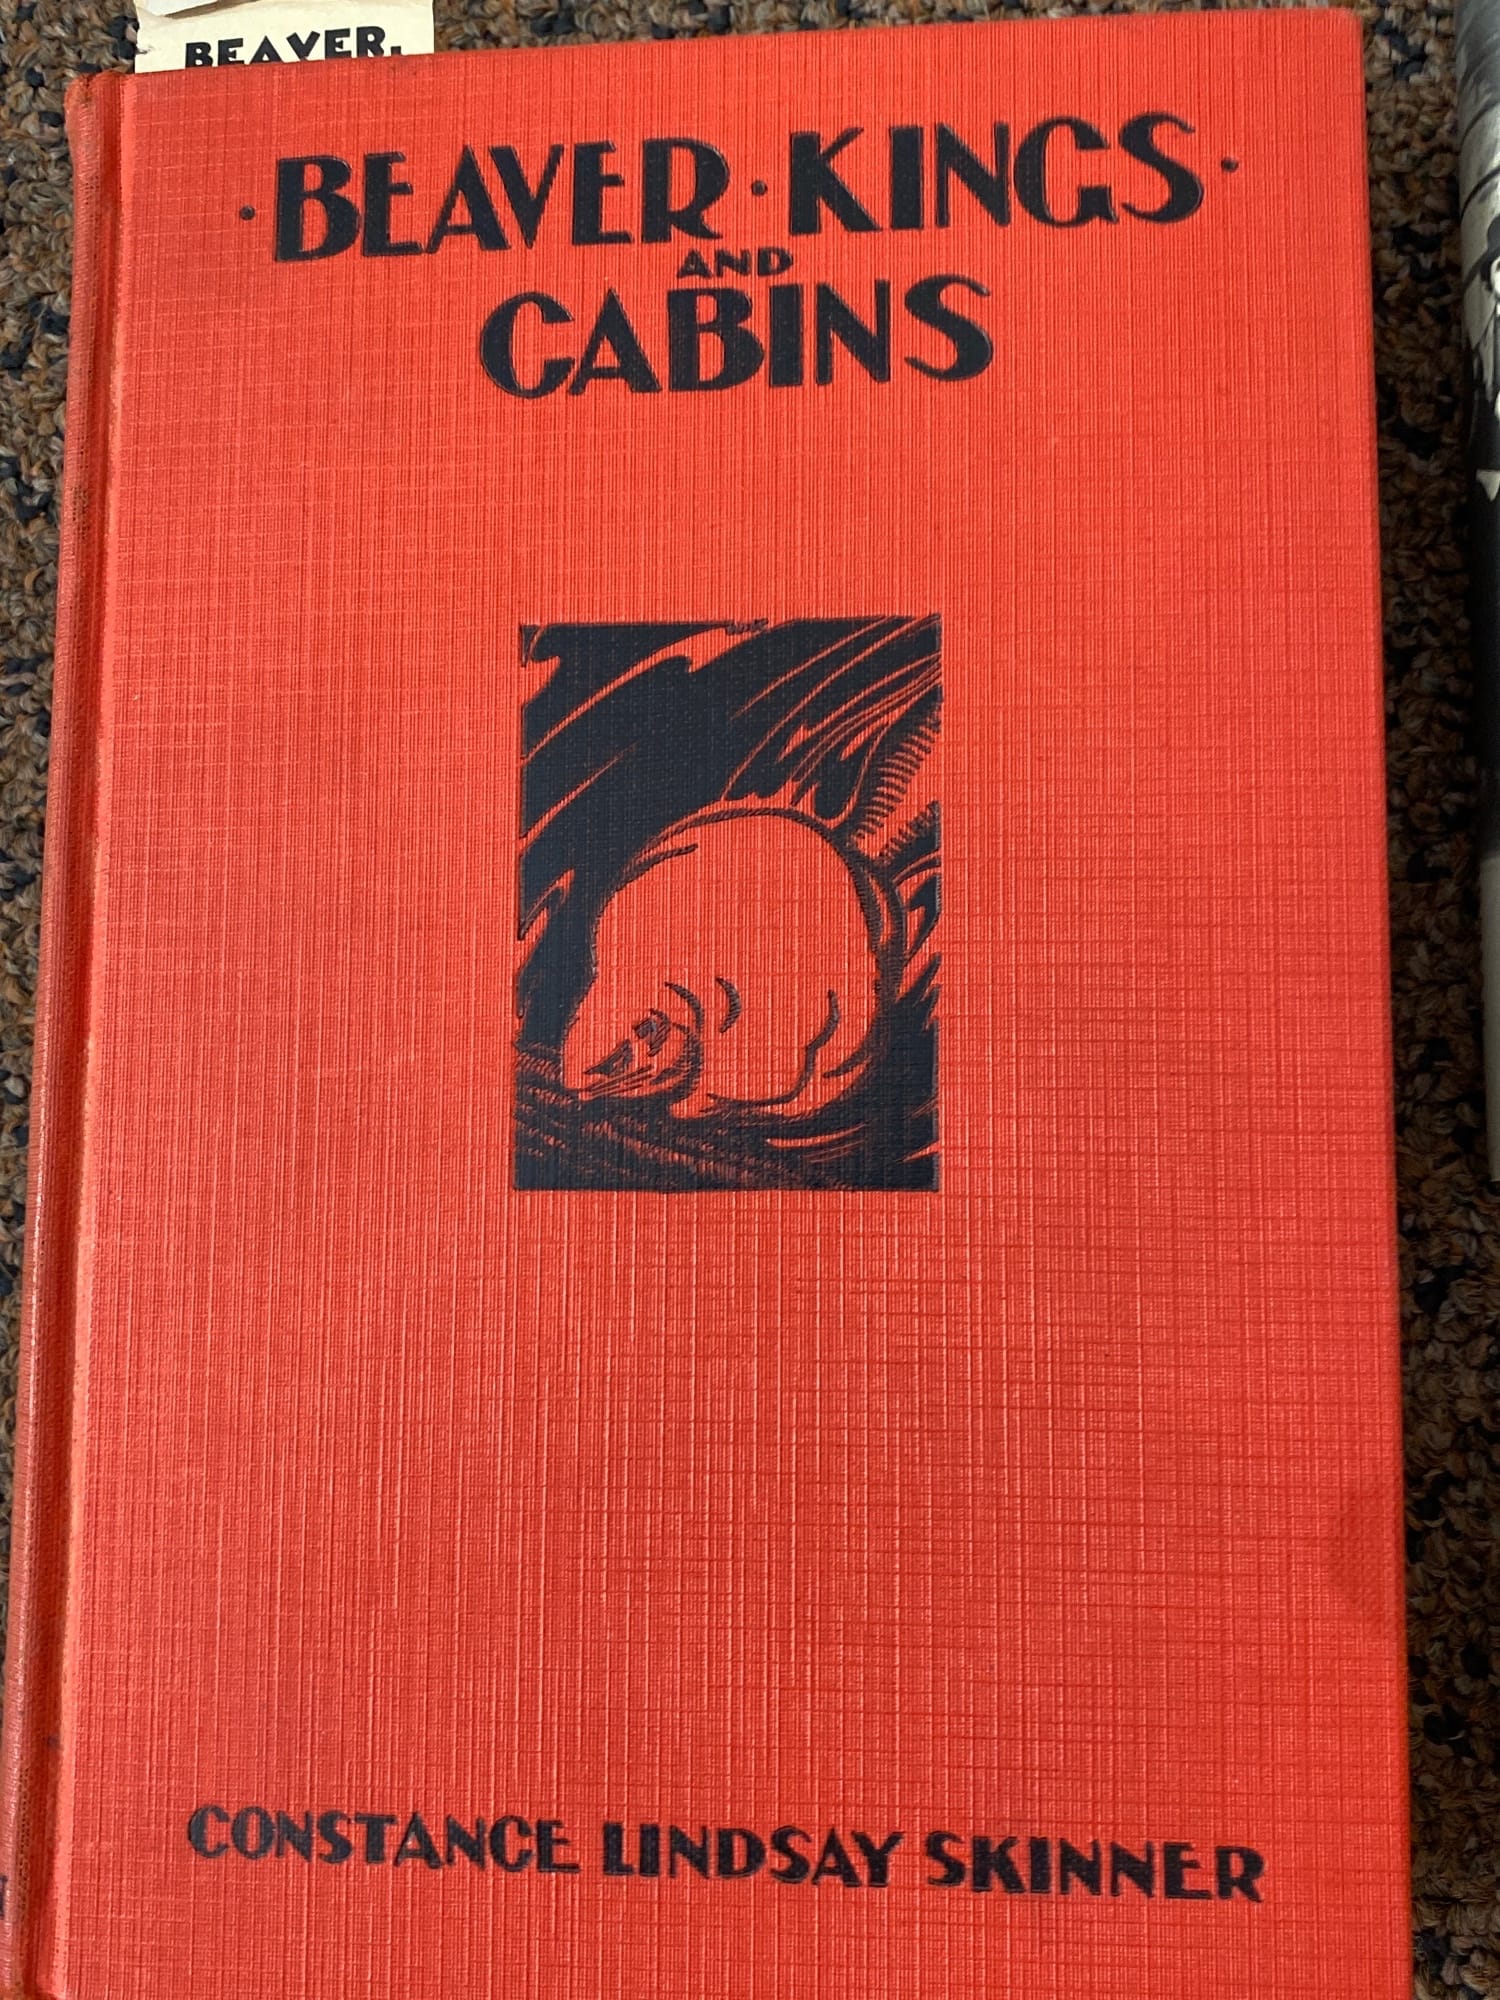 BEAVER,
· BEAVER · KINGS ·
AND
CABINS
CONSTANCE LINDSAY SKINNER